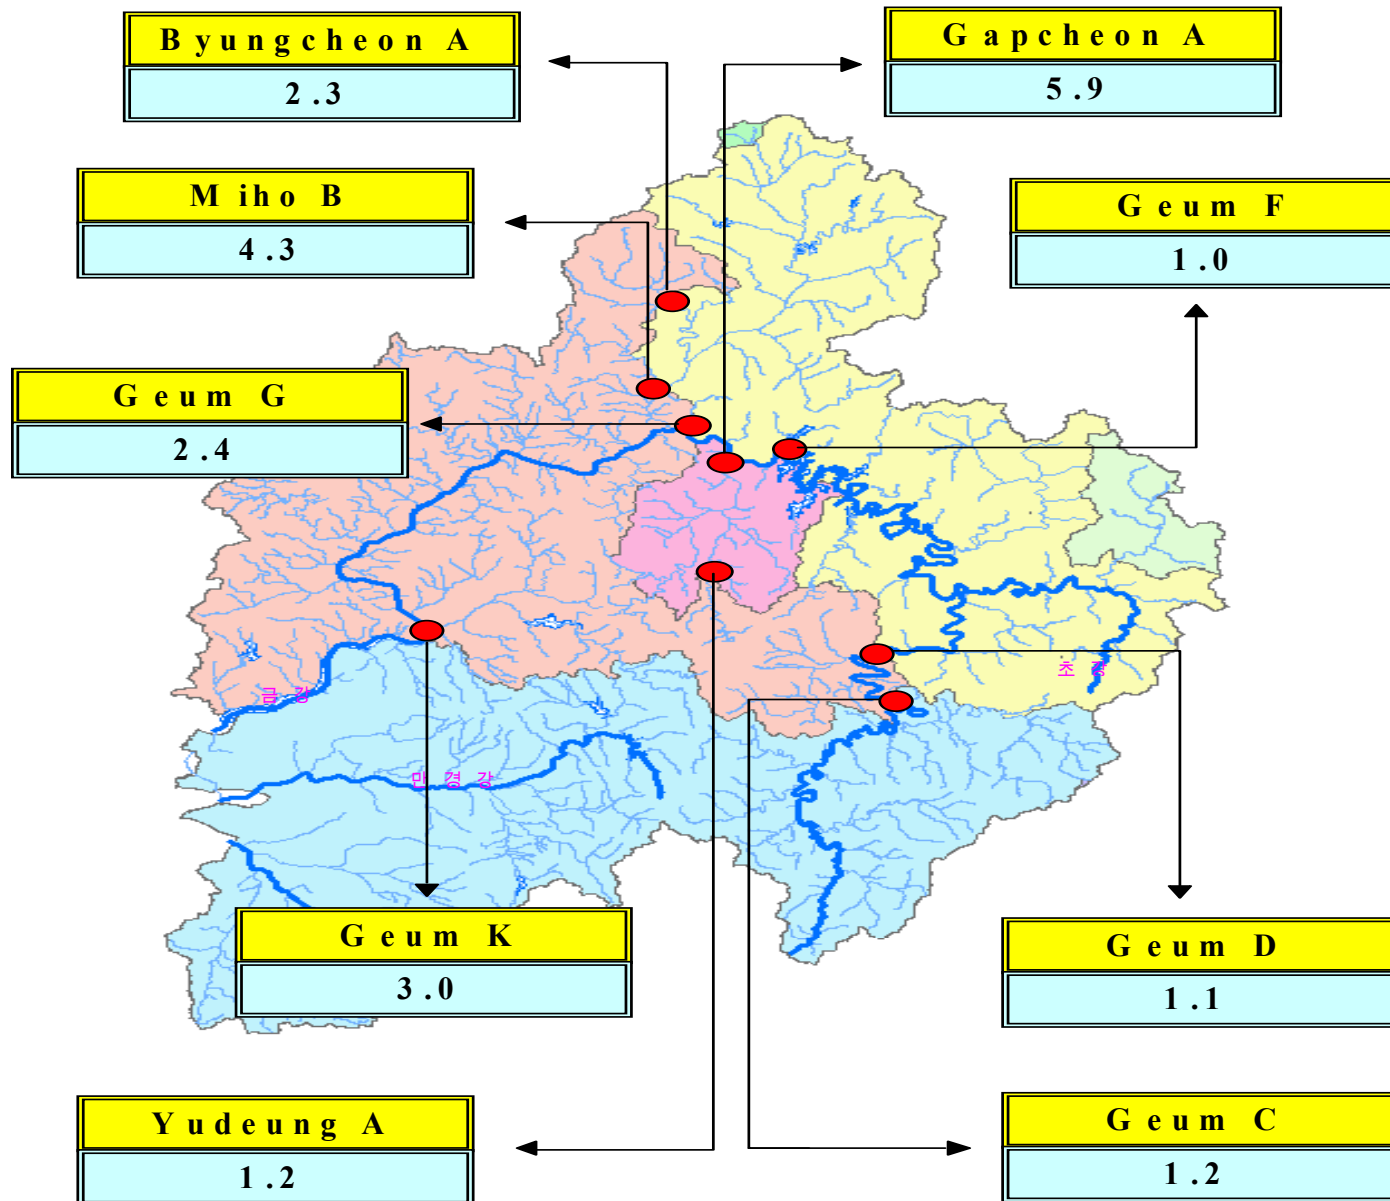 Byungcheon A
2.3
Gapcheon A
5.9
Miho B
4.3
Geum F
1.0
Geum G
2.4
금강
만경강
Geum K
3.0
Geum D
1.1
Yudeung A
1.2
Geum C
1.2